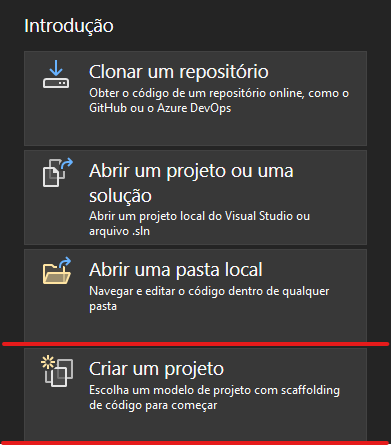 Introdução
Clonar um repositório
Obter o código de um repositório online, como o
GitHub ou o Azure DevOps
Abrir um projeto ou uma
solução
Abrir um projeto local do Visual Studio ou
arquivo .sln
Abrir uma pasta local
Navegar e editar o código dentro de qualquer
pasta
Criar um projeto
Escolha um modelo de projeto com scaffolding
de código para começar